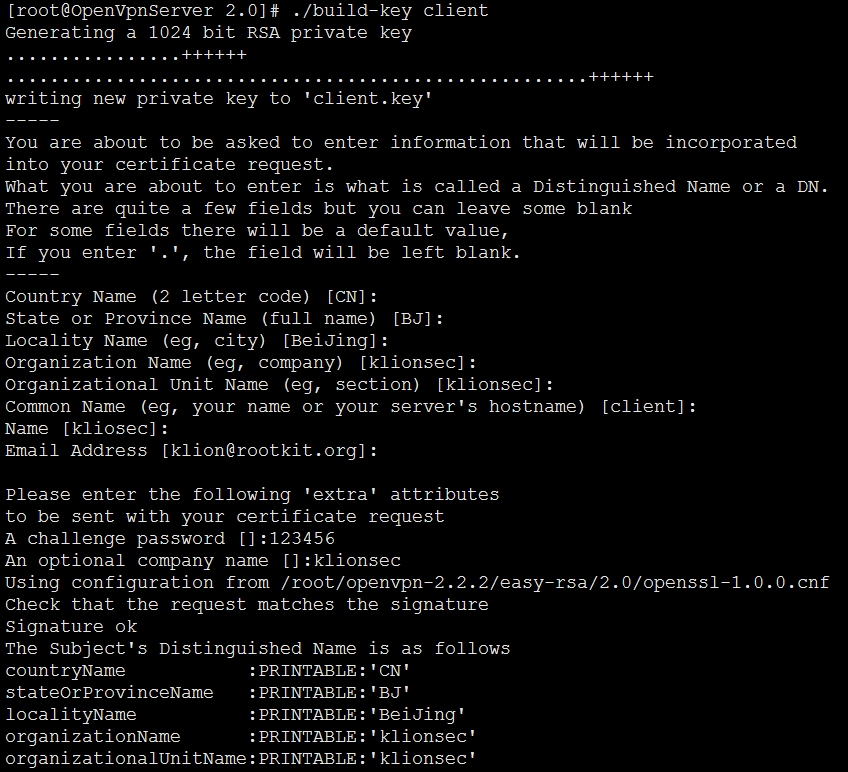 [root@OpenVpnServer 2.0]# ./build-key client
Generating a 1024 bit RSA private key
................++++++
.....................................................++++++
writing new private key to 'client.key'
-----
You are about to be asked to enter information that will be incorporated
into your certificate request.
What you are about to enter is what is called a Distinguished Name or a DN.
There are quite a few fields but you can leave some blank
For some fields there will be a default value,
If you enter '.', the field will be left blank.
-----
Country Name (2 letter code) [CN]:
State or Province Name (full name) [BJ]:
Locality Name (eg, city) [BeiJing]:
Organization Name (eg, company) [klionsec]:
Organizational Unit Name (eg, section) [klionsec]:
Common Name (eg, your name or your server's hostname) [client]:
Name [kliosec]:
Email Address [klion@rootkit.org]:

Please enter the following 'extra' attributes
to be sent with your certificate request
A challenge password []:123456
An optional company name []:klionsec
Using configuration from /root/openvpn-2.2.2/easy-rsa/2.0/openssl-1.0.0.cnf
Check that the request matches the signature
Signature ok
The Subject's Distinguished Name is as follows
countryName           :PRINTABLE:'CN'
stateOrProvinceName   :PRINTABLE:'BJ'
localityName          :PRINTABLE:'BeiJing'
organizationName      :PRINTABLE:'klionsec'
organizationalUnitName:PRINTABLE:'klionsec'